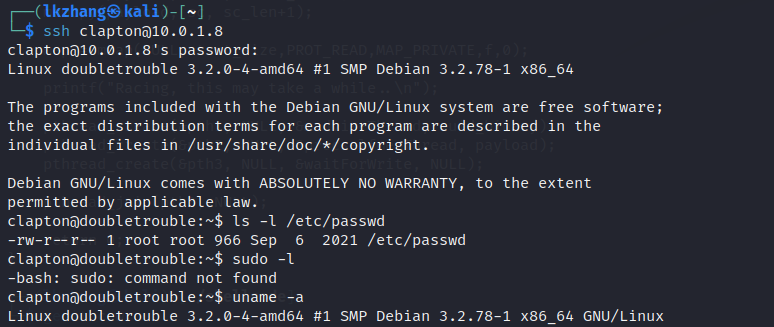 ┌──(lkzhang㉿kali)-[~]
└─$ ssh clapton@10.0.1.8
clapton@10.0.1.8's password:
Linux doubletrouble 3.2.0-4-amd64 #1 SMP Debian 3.2.78-1 x86_64
The programs included with the Debian GNU/Linux system are free software;
the exact distribution terms for each program are described in the
individual files in /usr/share/doc/*/copyright.
Debian GNU/Linux comes with ABSOLUTELY NO WARRANTY, to the extent
permitted by applicable law.
clapton@doubletrouble:~$ ls -l /etc/passwd
-rw-r--r-- 1 root root 966 Sep  6  2021 /etc/passwd
clapton@doubletrouble:~$ sudo -l
-bash: sudo: command not found
clapton@doubletrouble:~$ uname -a
Linux doubletrouble 3.2.0-4-amd64 #1 SMP Debian 3.2.78-1 x86_64 GNU/Linux